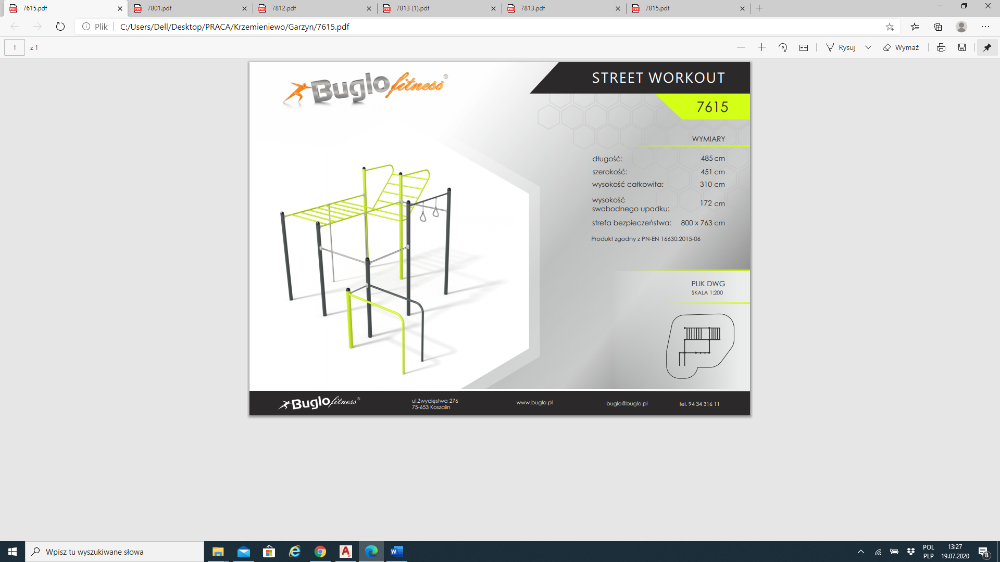 7615.pdf
7801.pdf
7812.pdf
7813 (1).pdf
7813.pdf
7815.pdf
Plik
C:/Users/Dell/Desktop/PRACA/Krzemieniewo/Garzyn/7615.pdf
1
z 1
Rysuj
Wymaż
Buglo fitness®
STREET WORKOUT
7615
WYMIARY
długość: 485 cm
szerokość: 451 cm
wysokość całkowita: 310 cm
wysokość
swobodnego upadku: 172 cm
strefa bezpieczeństwa: 800 x 763 cm
Produkt zgodny z PN-EN 16630:2015-06
PLIK DWG
SKALA 1:200
Buglo fitness®
ul.Zwycięstwa 276
75-653 Koszalin
www.buglo.pl
buglo@buglo.pl
tel. 94 34 316 11
Wpisz tu wyszukiwane słowa
POL
PLP
13:27
19.07.2020
8